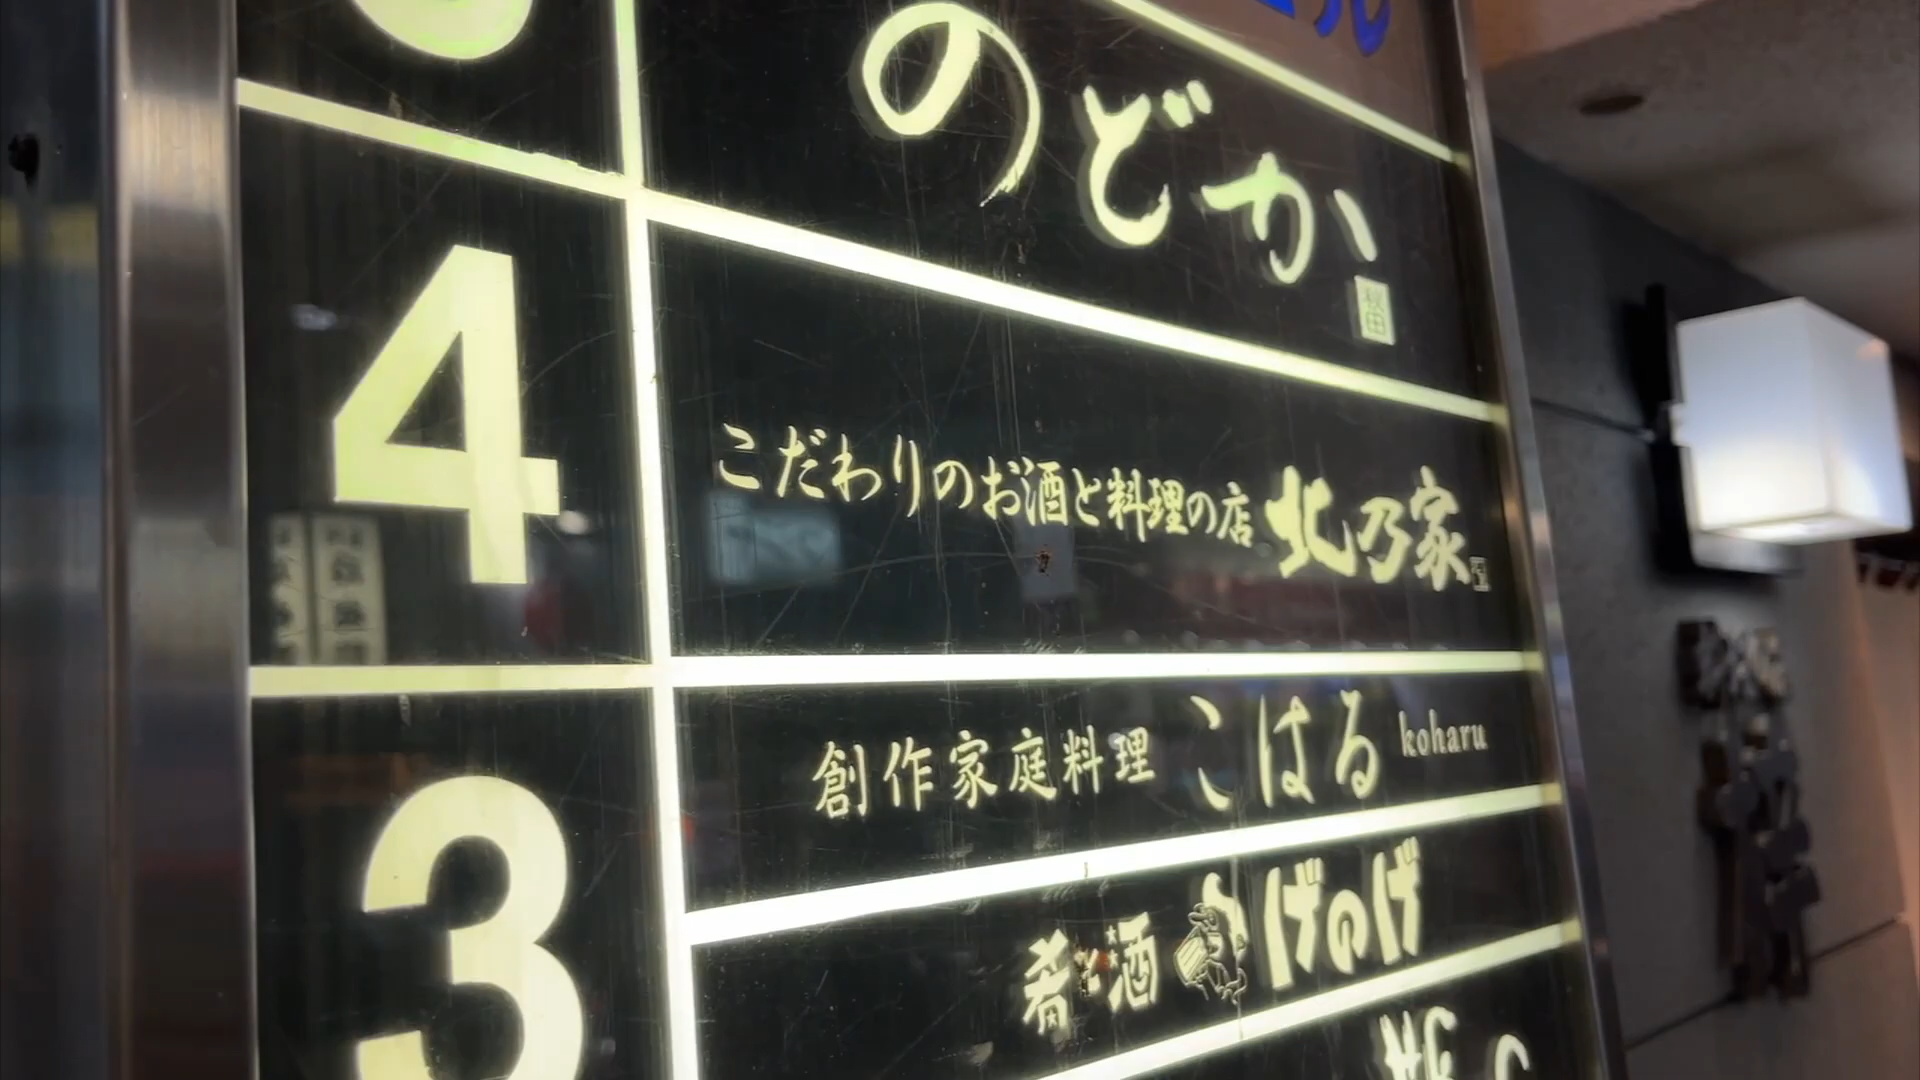 のどか
4
こだわりのお酒と料理の店 北乃家
3
創作家庭料理 こはる koharu
肴 酒 げのげ